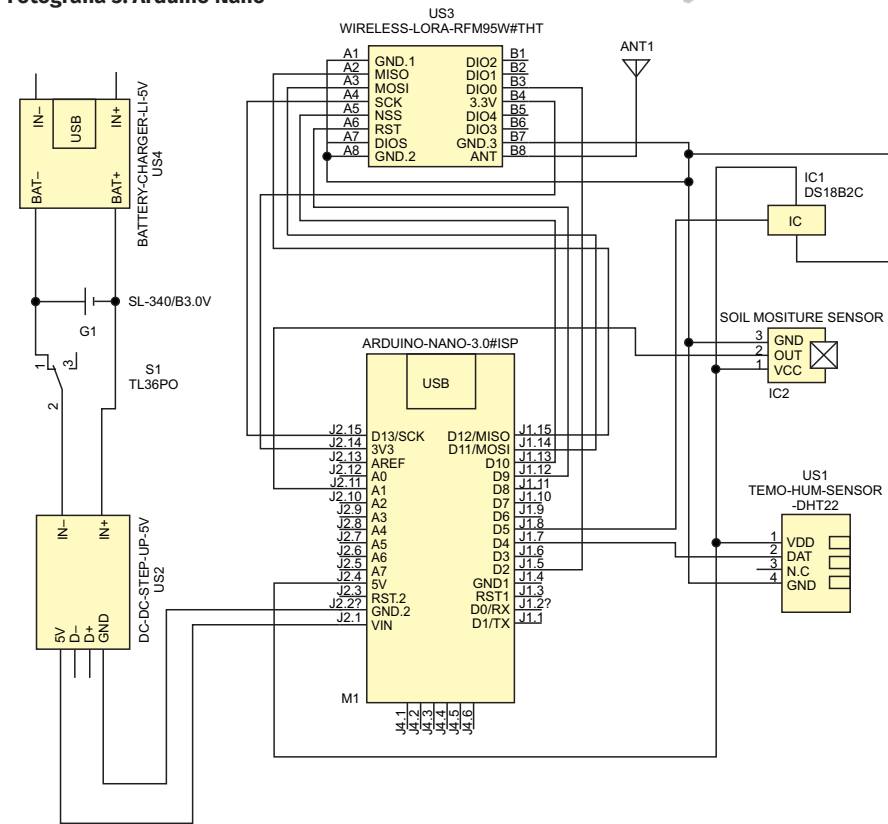 Fotografia 3. Arduino Nano
US3
WIRELESS-LORA-RFM95W#THT
A1
A2
A3
A4
A5
A6
A7
A8
GND.1
MISO
MOSI
SCK
NSS
RST
DIOS
GND.2
DIO2
DIO1
DIO0
3.3V
DIO4
DIO3
GND.3
ANT
B1
B2
B3
B4
B5
B6
B7
B8
ANT1
IN–
IN+
USB
BAT–
BAT+
BATTERY-CHARGER-LI-5V
US4
SL-340/B3.0V
G1
1
3
2
S1
TL36PO
IN–
IN+
5V
D–
D+
GND
DC-DC-STEP-UP-5V
US2
ARDUINO-NANO-3.0#ISP
USB
J2.15
J2.14
J2.13
J2.12
J2.11
J2.10
J2.9
J2.8
J2.7
J2.6
J2.5
J2.4
J2.3
J2.2?
J2.1
D13/SCK
3V3
AREF
A0
A1
A2
A3
A4
A5
A6
A7
5V
RST.2
GND.2
VIN
D12/MISO
D11/MOSI
D10
D9
D8
D7
D6
D5
D4
D3
D2
GND1
RST1
D0/RX
D1/TX
J1.15
J1.14
J1.13
J1.12
J1.11
J1.10
J1.9
J1.8
J1.7
J1.6
J1.5
J1.4
J1.3
J1.2?
J1.1
M1
J4.1
J4.2
J4.3
J4.4
J4.5
J4.6
IC1
DS18B2C
IC
SOIL MOSITURE SENSOR
3 GND
2 OUT
1 VCC
IC2
US1
TEMO-HUM-SENSOR
-DHT22
1 VDD
2 DAT
3 N.C
4 GND